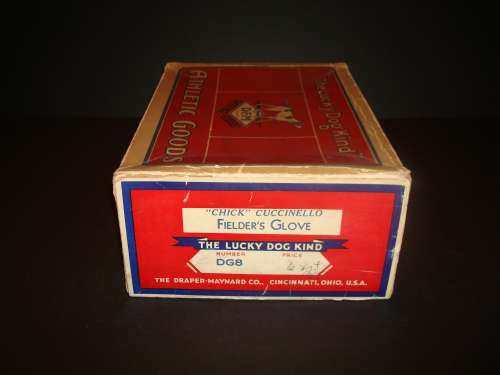 ATHLETIC GOODS
"The Lucky Dog Kind"
"CHICK" CUCCINELLO
FIELDER'S GLOVE
THE LUCKY DOG KIND
NUMBER PRICE
DG8
THE DRAPER-MAYNARD CO., CINCINNATI, OHIO, U.S.A.